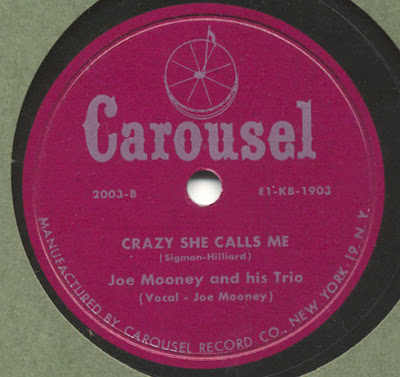 Carousel
2003-B
E1-KB-1903
CRAZY SHE CALLS ME
(Sigman-Hilliard)
Joe Mooney and his Trio
(Vocal - Joe Mooney)
MANUFACTURED BY CAROUSEL RECORD CO., NEW YORK 19, N. Y.